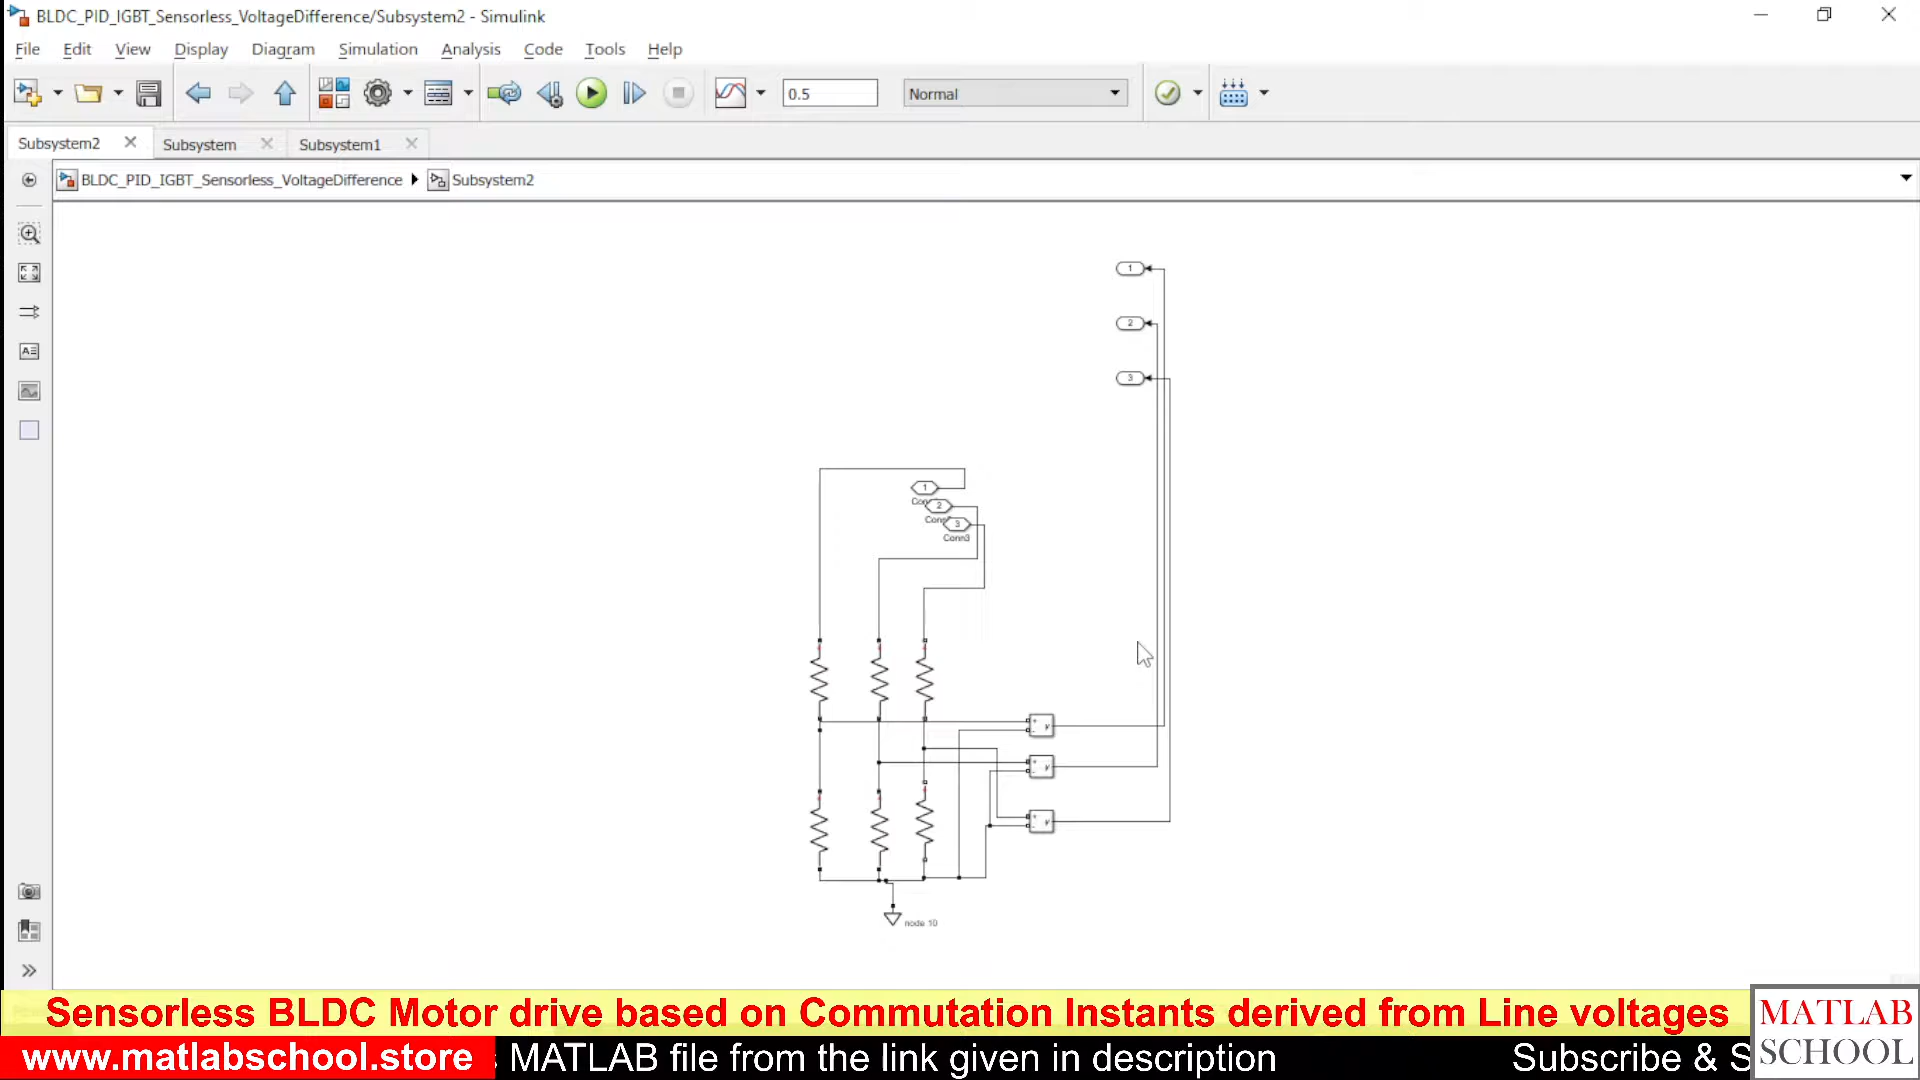 BLDC_PID_IGBT_Sensorless_VoltageDifference/Subsystem2 - Simulink
File Edit View Display Diagram Simulation Analysis Code Tools Help
0.5 Normal
Subsystem2 Subsystem Subsystem1
BLDC_PID_IGBT_Sensorless_VoltageDifference Subsystem2
1
2
3
1
2
3
Conn3
+ - v
+ - v
+ - v
node 10
Sensorless BLDC Motor drive based on Commutation Instants derived from Line voltages
www.matlabschool.store MATLAB file from the link given in description Subscribe & S
MATLAB
SCHOOL